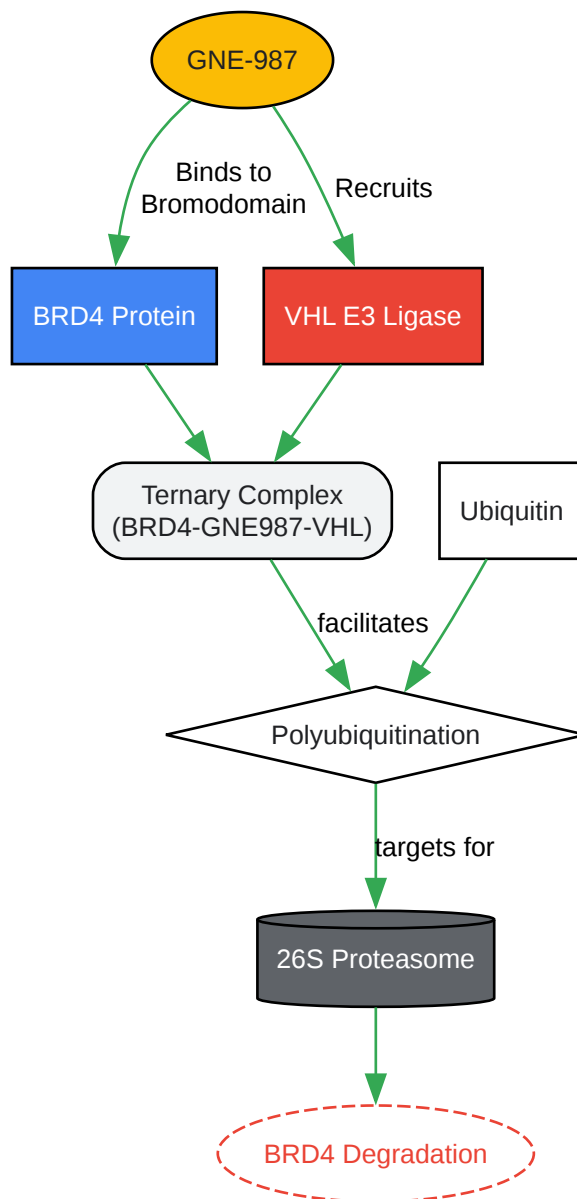 GNE-987
Binds to
Bromodomain
Recruits
BRD4 Protein
VHL E3 Ligase
Ternary Complex
(BRD4-GNE987-VHL)
Ubiquitin
facilitates
Polyubiquitination
targets for
26S Proteasome
BRD4 Degradation